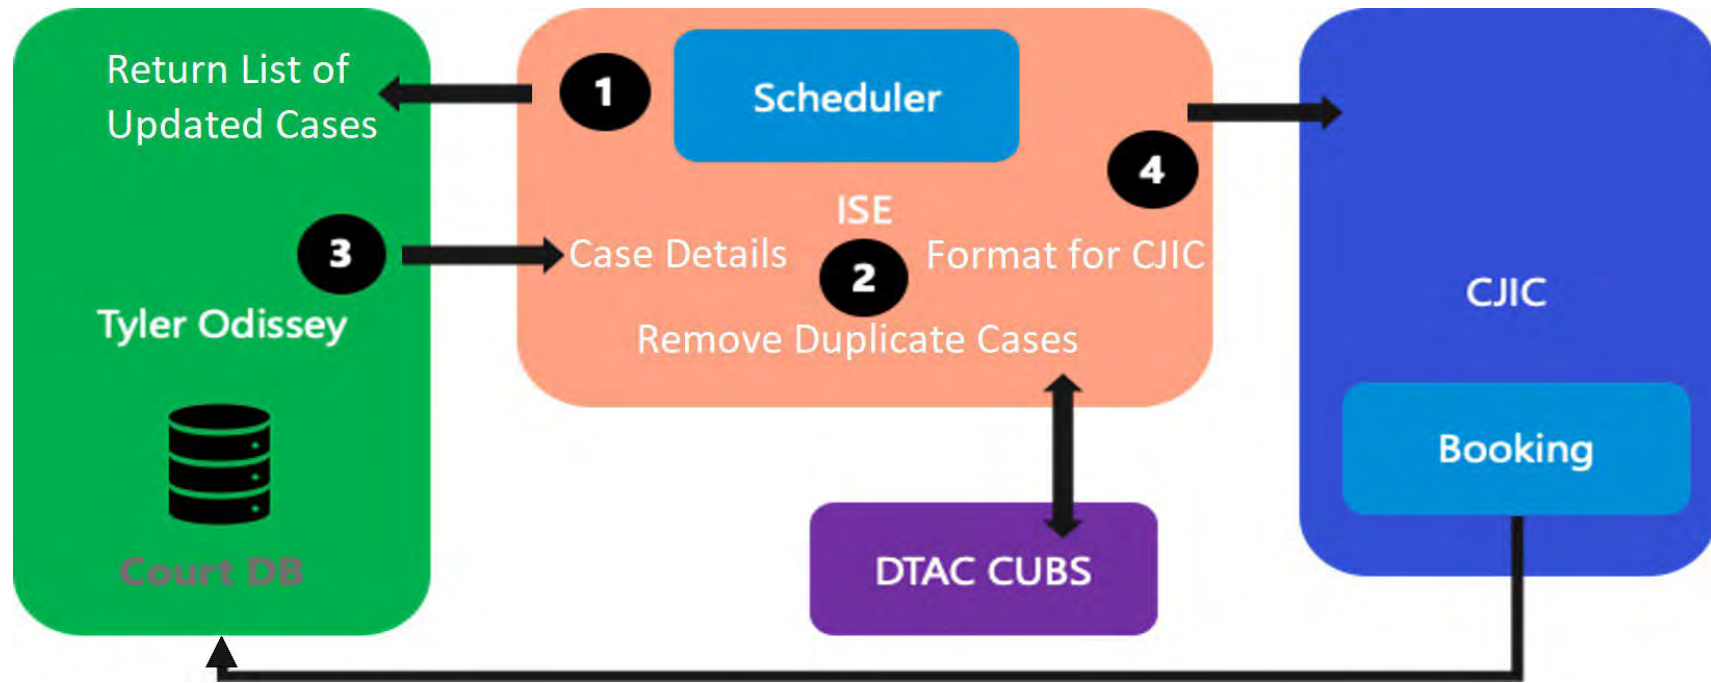 Return List of
Updated Cases
3
Tyler Odissey
Court DB
1
Scheduler
4
ISE
Case Details
2
Format for CJIC
Remove Duplicate Cases
DTAC CUBS
CJIC
Booking